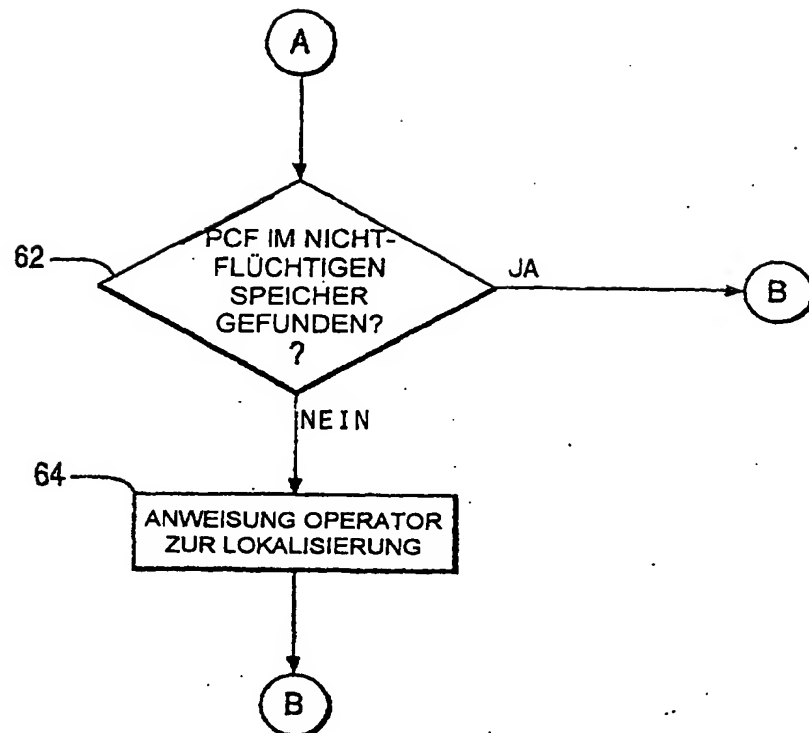 A
62
PCF IM NICHT-
FLÜCHTIGEN
SPEICHER
GEFUNDEN?
?
JA
B
NEIN
64
ANWEISUNG OPERATOR
ZUR LOKALISIERUNG
B